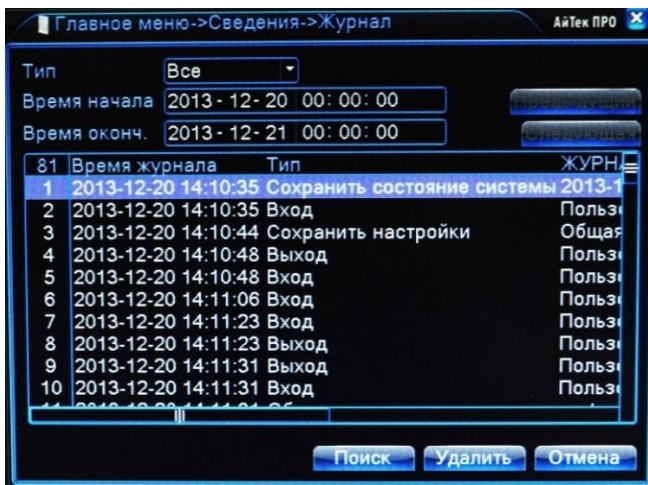 Главное меню->Сведения->Журнал АйТек ПРО
Тип Все
Время начала 2013-12-20 00:00:00 Предыдущий
Время оконч. 2013-12-21 00:00:00 Следующая
81 Время журнала Тип ЖУРН
1 2013-12-20 14:10:35 Сохранить состояние системы 2013-1
2 2013-12-20 14:10:35 Вход Польз
3 2013-12-20 14:10:44 Сохранить настройки Общая
4 2013-12-20 14:10:48 Выход Польз
5 2013-12-20 14:10:48 Вход Польз
6 2013-12-20 14:11:06 Вход Польз
7 2013-12-20 14:11:23 Вход Польз
8 2013-12-20 14:11:23 Выход Польз
9 2013-12-20 14:11:31 Выход Польз
10 2013-12-20 14:11:31 Вход Польз
Поиск Удалить Отмена